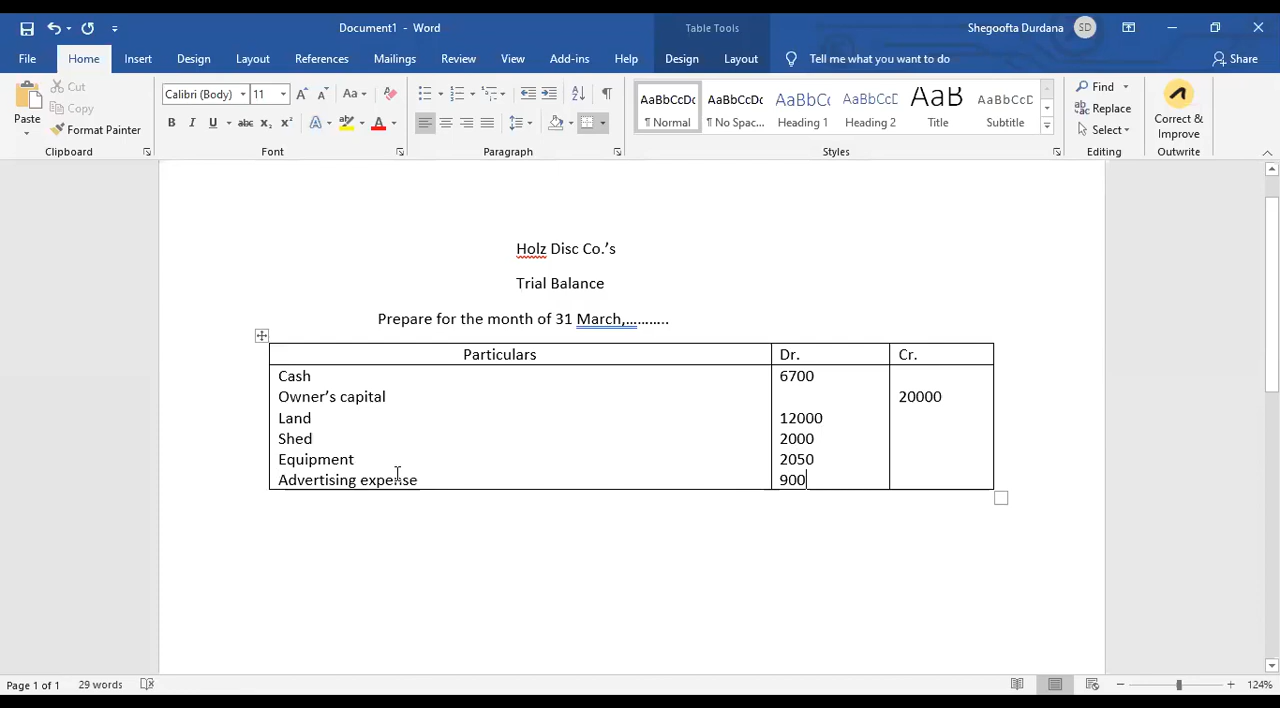 Document1 - Word
Table Tools
Shegoofta Durdana
SD
File
Home
Insert
Design
Layout
References
Mailings
Review
View
Add-ins
Help
Design
Layout
Tell me what you want to do
Share
Paste
Cut
Copy
Format Painter
Clipboard
Calibri (Body)
11
Font
Paragraph
AaBbCcDc
¶ Normal
AaBbCcDc
¶ No Spac...
AaBbCc
Heading 1
AaBbCcD
Heading 2
AaB
Title
AaBbCcD
Subtitle
Styles
Find
Replace
Select
Editing
Correct &
Improve
Outwrite
Holz Disc Co.’s
Trial Balance
Prepare for the month of 31 March,………..
Particulars Dr. Cr.
Cash 6700
Owner’s capital 20000
Land 12000
Shed 2000
Equipment 2050
Advertising expense 900
Page 1 of 1
29 words
124%